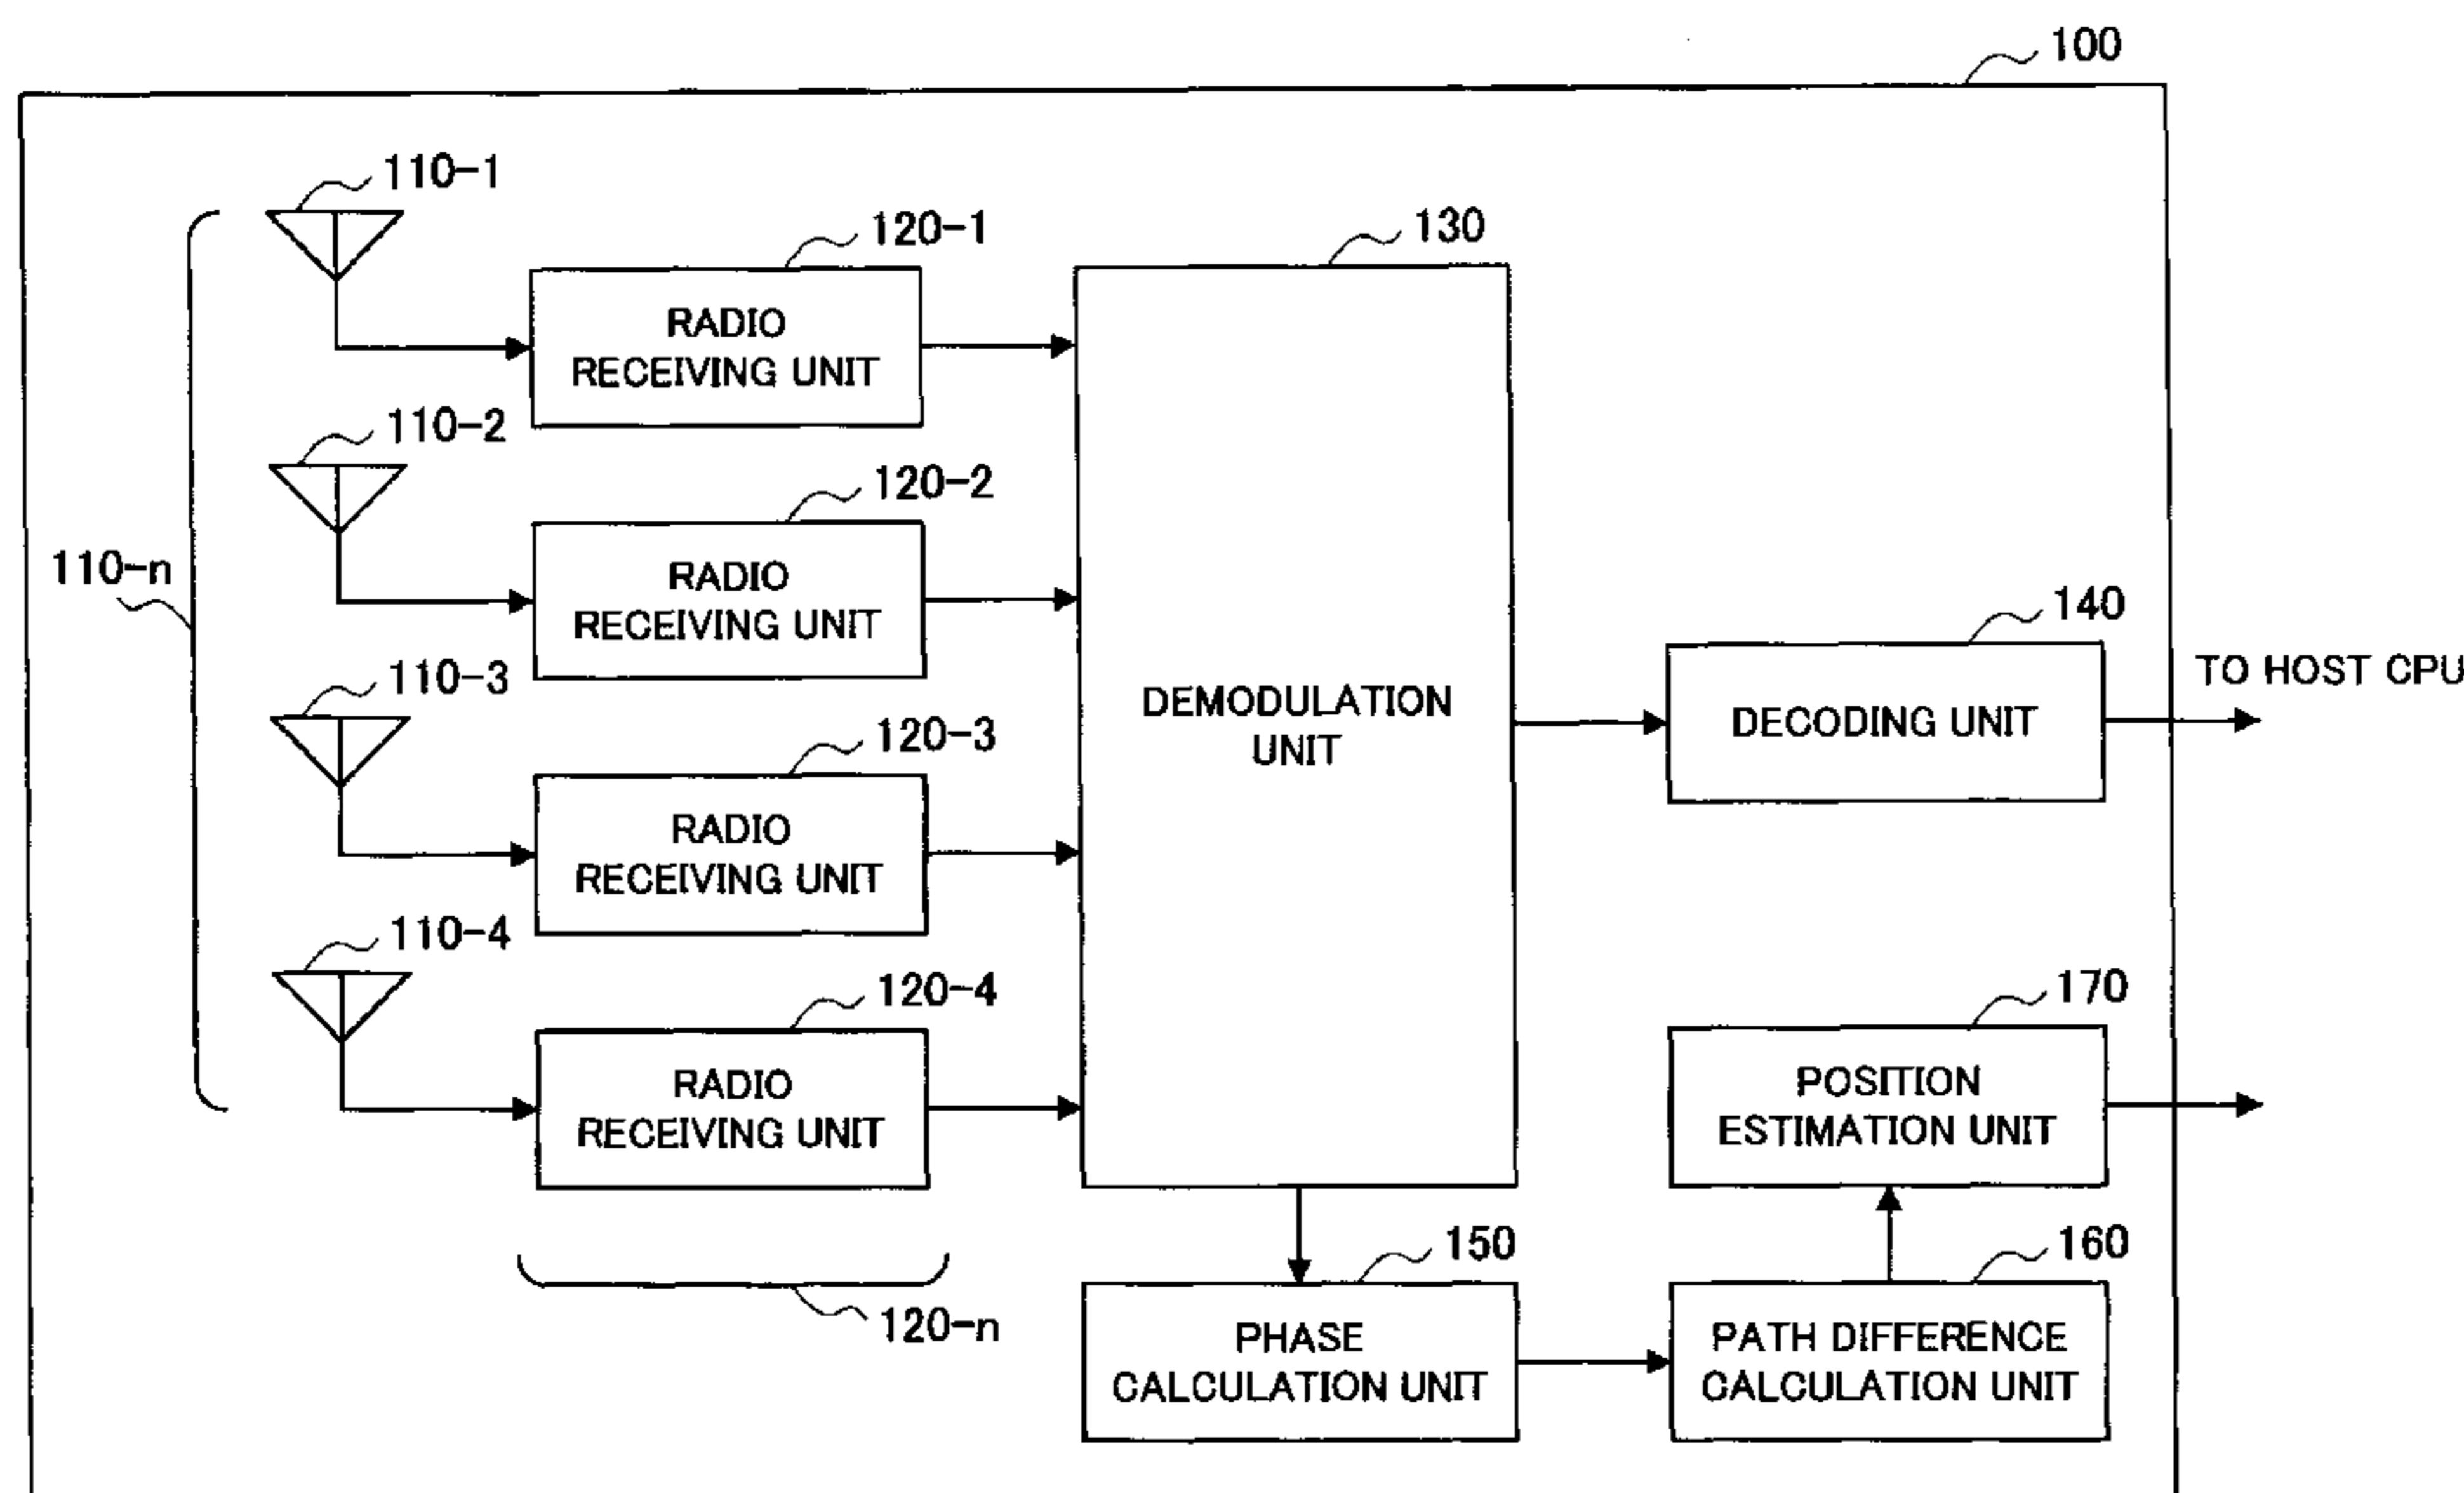 100
110-1
120-1
130
RADIO
RECEIVING UNIT
110-2
120-2
110-n
RADIO
RECEIVING UNIT
DEMODULATION
UNIT
140
TO HOST CPU
DECODING UNIT
110-3
120-3
RADIO
RECEIVING UNIT
110-4
120-4
170
RADIO
RECEIVING UNIT
POSITION
ESTIMATION UNIT
120-n
150
160
PHASE
CALCULATION UNIT
PATH DIFFERENCE
CALCULATION UNIT